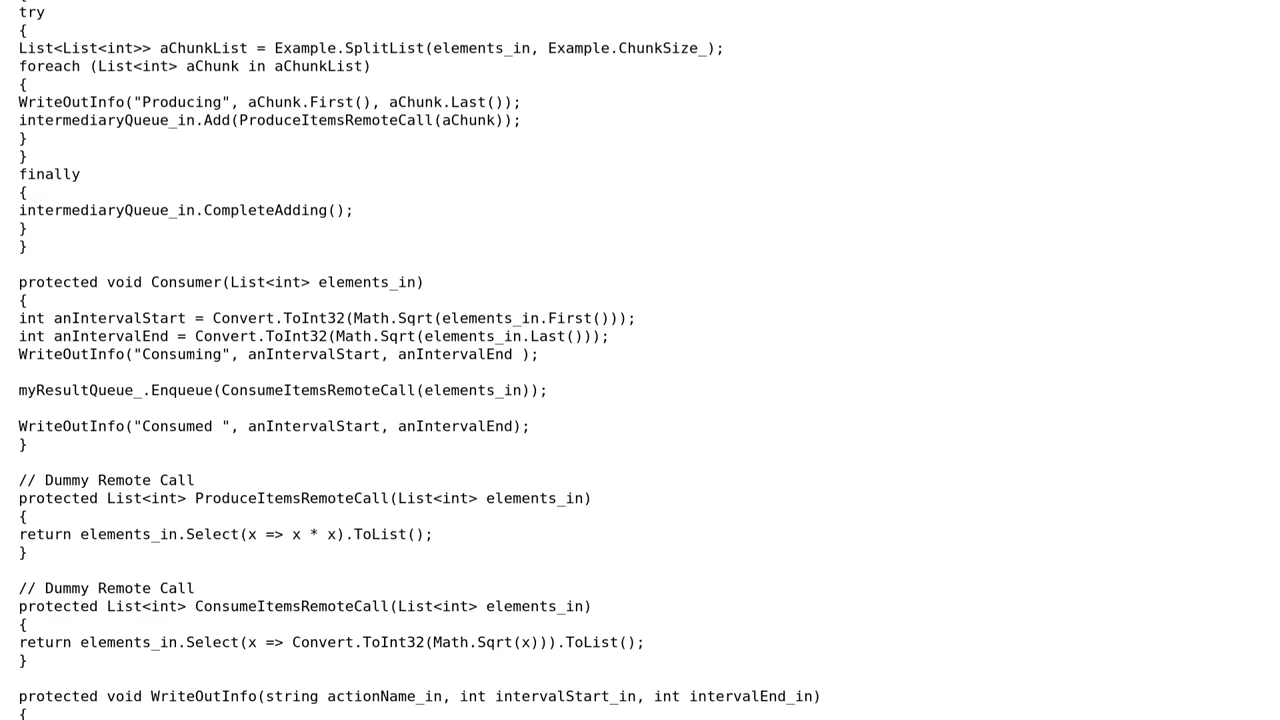 try
{
List<List<int>> aChunkList = Example.SplitList(elements_in, Example.ChunkSize_);
foreach (List<int> aChunk in aChunkList)
{
WriteOutInfo("Producing", aChunk.First(), aChunk.Last());
intermediaryQueue_in.Add(ProduceItemsRemoteCall(aChunk));
}
}
finally
{
intermediaryQueue_in.CompleteAdding();
}
}

protected void Consumer(List<int> elements_in)
{
int anIntervalStart = Convert.ToInt32(Math.Sqrt(elements_in.First()));
int anIntervalEnd = Convert.ToInt32(Math.Sqrt(elements_in.Last()));
WriteOutInfo("Consuming", anIntervalStart, anIntervalEnd );

myResultQueue_.Enqueue(ConsumeItemsRemoteCall(elements_in));

WriteOutInfo("Consumed ", anIntervalStart, anIntervalEnd);
}

// Dummy Remote Call
protected List<int> ProduceItemsRemoteCall(List<int> elements_in)
{
return elements_in.Select(x => x * x).ToList();
}

// Dummy Remote Call
protected List<int> ConsumeItemsRemoteCall(List<int> elements_in)
{
return elements_in.Select(x => Convert.ToInt32(Math.Sqrt(x))).ToList();
}

protected void WriteOutInfo(string actionName_in, int intervalStart_in, int intervalEnd_in)
{